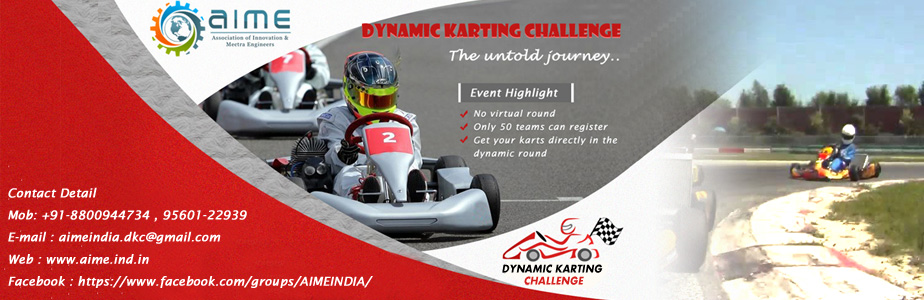 aime
Association of Innovation &
Mectra Engineers
DYNAMIC KARTING CHALLENGE
The untold journey..
Event Highlight
No virtual round
Only 50 teams can register
Get your karts directly in the
dynamic round
2
Contact Detail
Mob: +91-8800944734 , 95601-22939
E-mail : aimeindia.dkc@gmail.com
Web : www.aime.ind.in
Facebook : https://www.facebook.com/groups/AIMEINDIA/
DYNAMIC KARTING
CHALLENGE